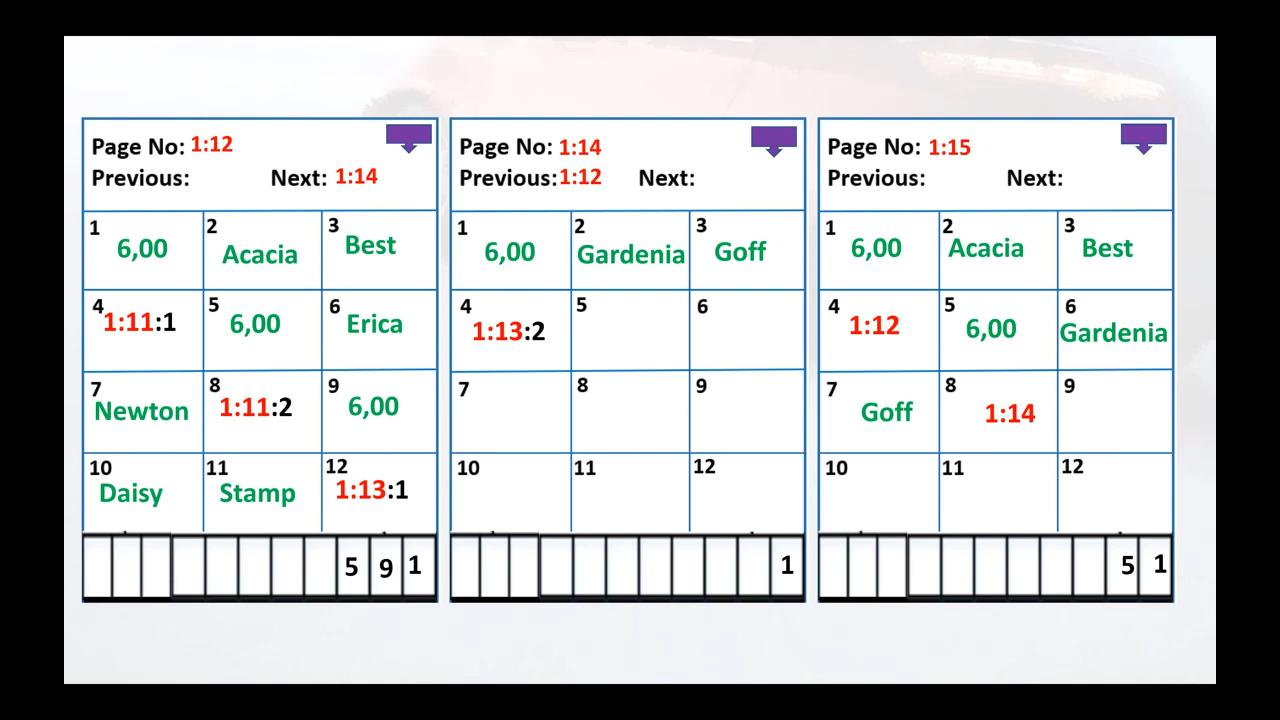 Page No: 1:12
Previous: Next: 1:14
1 6,00 2 Acacia 3 Best
4 1:11:1 5 6,00 6 Erica
7 Newton 8 1:11:2 9 6,00
10 Daisy 11 Stamp 12 1:13:1
5 9 1
Page No: 1:14
Previous: 1:12 Next:
1 6,00 2 Gardenia 3 Goff
4 1:13:2 5 6
7 8 9
10 11 12
1
Page No: 1:15
Previous: Next:
1 6,00 2 Acacia 3 Best
4 1:12 5 6,00 6 Gardenia
7 Goff 8 1:14 9
10 11 12
5 1